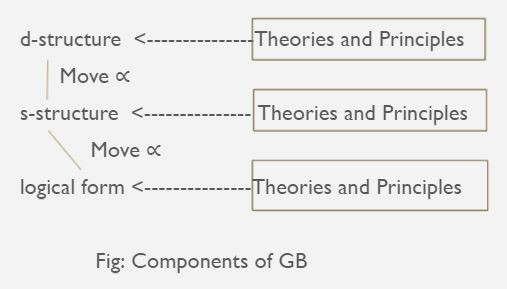 d-structure <---------------Theories and Principles
Move ∝
s-structure <--------------- Theories and Principles
Move ∝
logical form <---------------Theories and Principles
Fig: Components of GB